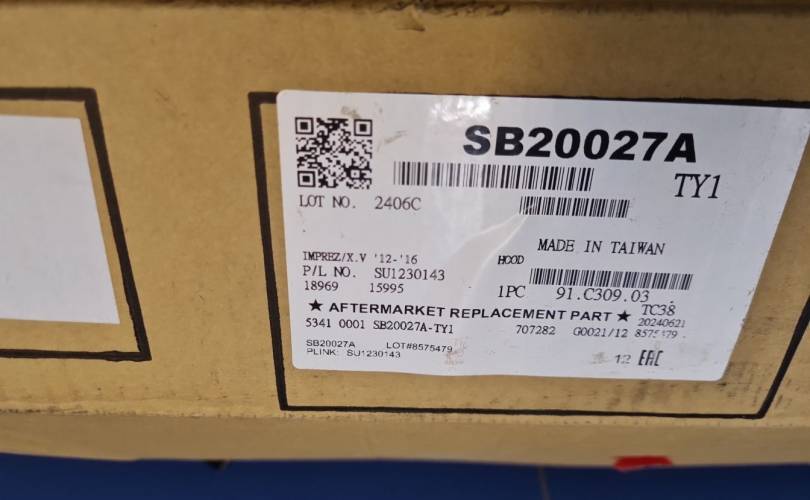 SB20027A
TY1
LOT NO. 2406C
MADE IN TAIWAN
IMPREZ/X.V '12-'16 HOOD
P/L NO. SU1230143
18969 15995 1PC 91.C309.03
★ AFTERMARKET REPLACEMENT PART ★ TC38
20240621
5341 0001 SB20027A-TY1 707282 G0021/12 8575479
SB20027A LOT#8575479
PLINK: SU1230143
12 EAC